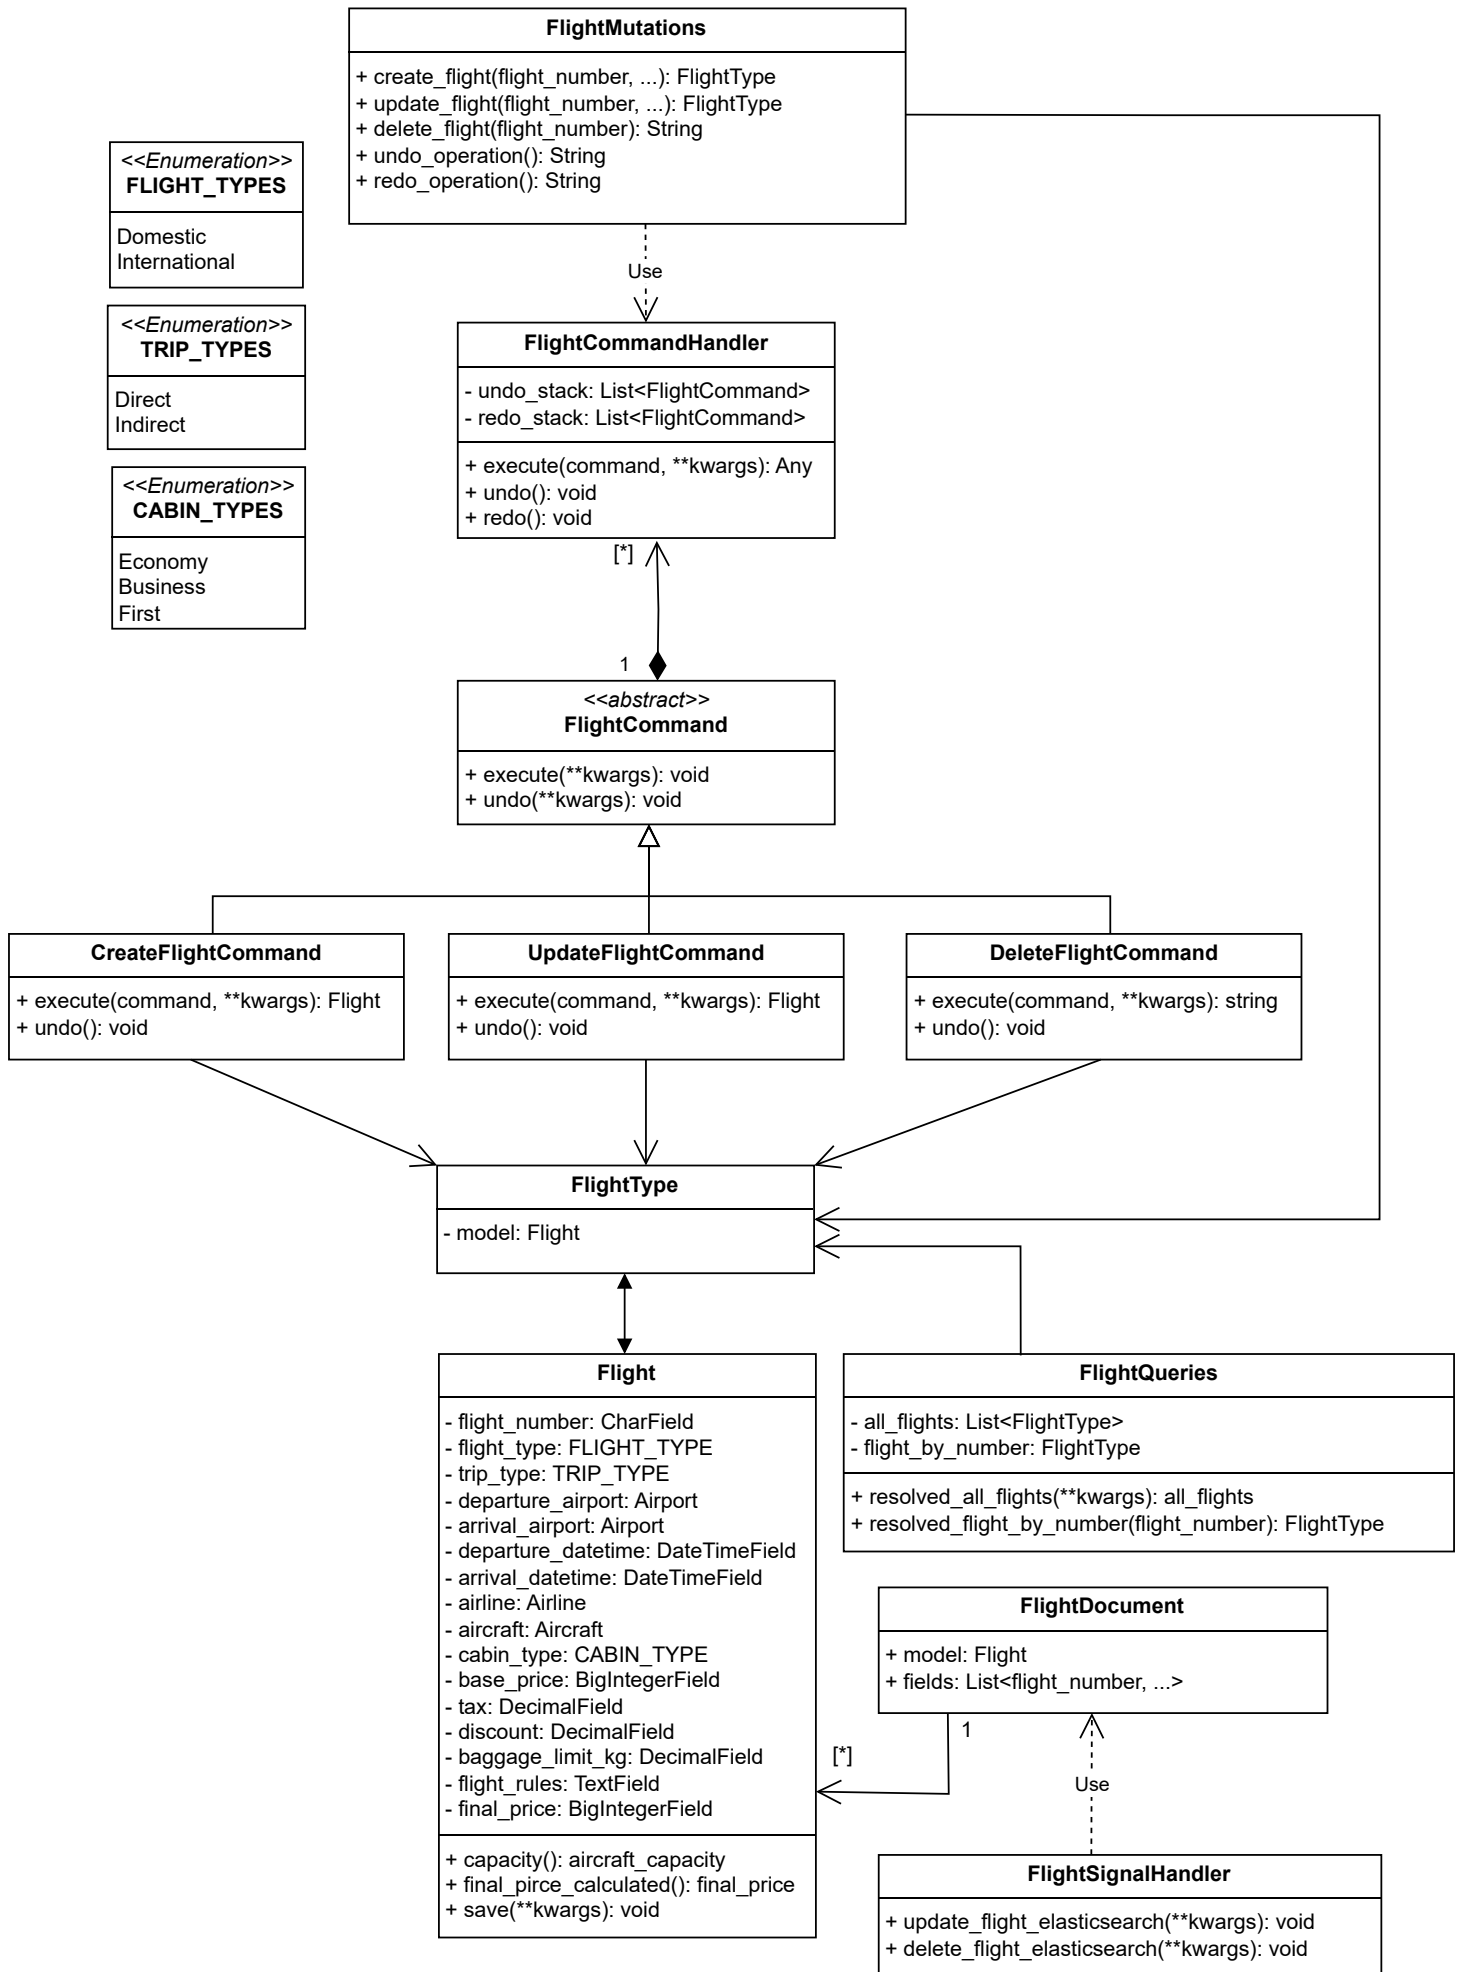 FlightMutations
+ create_flight(flight_number, ...): FlightType
+ update_flight(flight_number, ...): FlightType
+ delete_flight(flight_number): String
+ undo_operation(): String
+ redo_operation(): String
<<Enumeration>>
FLIGHT_TYPES
Domestic
International
<<Enumeration>>
TRIP_TYPES
Direct
Indirect
<<Enumeration>>
CABIN_TYPES
Economy
Business
First
Use
FlightCommandHandler
- undo_stack: List<FlightCommand>
- redo_stack: List<FlightCommand>
+ execute(command, **kwargs): Any
+ undo(): void
+ redo(): void
[*]
1
<<abstract>>
FlightCommand
+ execute(**kwargs): void
+ undo(**kwargs): void
CreateFlightCommand
+ execute(command, **kwargs): Flight
+ undo(): void
UpdateFlightCommand
+ execute(command, **kwargs): Flight
+ undo(): void
DeleteFlightCommand
+ execute(command, **kwargs): string
+ undo(): void
FlightType
- model: Flight
Flight
- flight_number: CharField
- flight_type: FLIGHT_TYPE
- trip_type: TRIP_TYPE
- departure_airport: Airport
- arrival_airport: Airport
- departure_datetime: DateTimeField
- arrival_datetime: DateTimeField
- airline: Airline
- aircraft: Aircraft
- cabin_type: CABIN_TYPE
- base_price: BigIntegerField
- tax: DecimalField
- discount: DecimalField
- baggage_limit_kg: DecimalField
- flight_rules: TextField
- final_price: BigIntegerField
+ capacity(): aircraft_capacity
+ final_pirce_calculated(): final_price
+ save(**kwargs): void
FlightQueries
- all_flights: List<FlightType>
- flight_by_number: FlightType
+ resolved_all_flights(**kwargs): all_flights
+ resolved_flight_by_number(flight_number): FlightType
FlightDocument
+ model: Flight
+ fields: List<flight_number, ...>
1
[*]
Use
FlightSignalHandler
+ update_flight_elasticsearch(**kwargs): void
+ delete_flight_elasticsearch(**kwargs): void